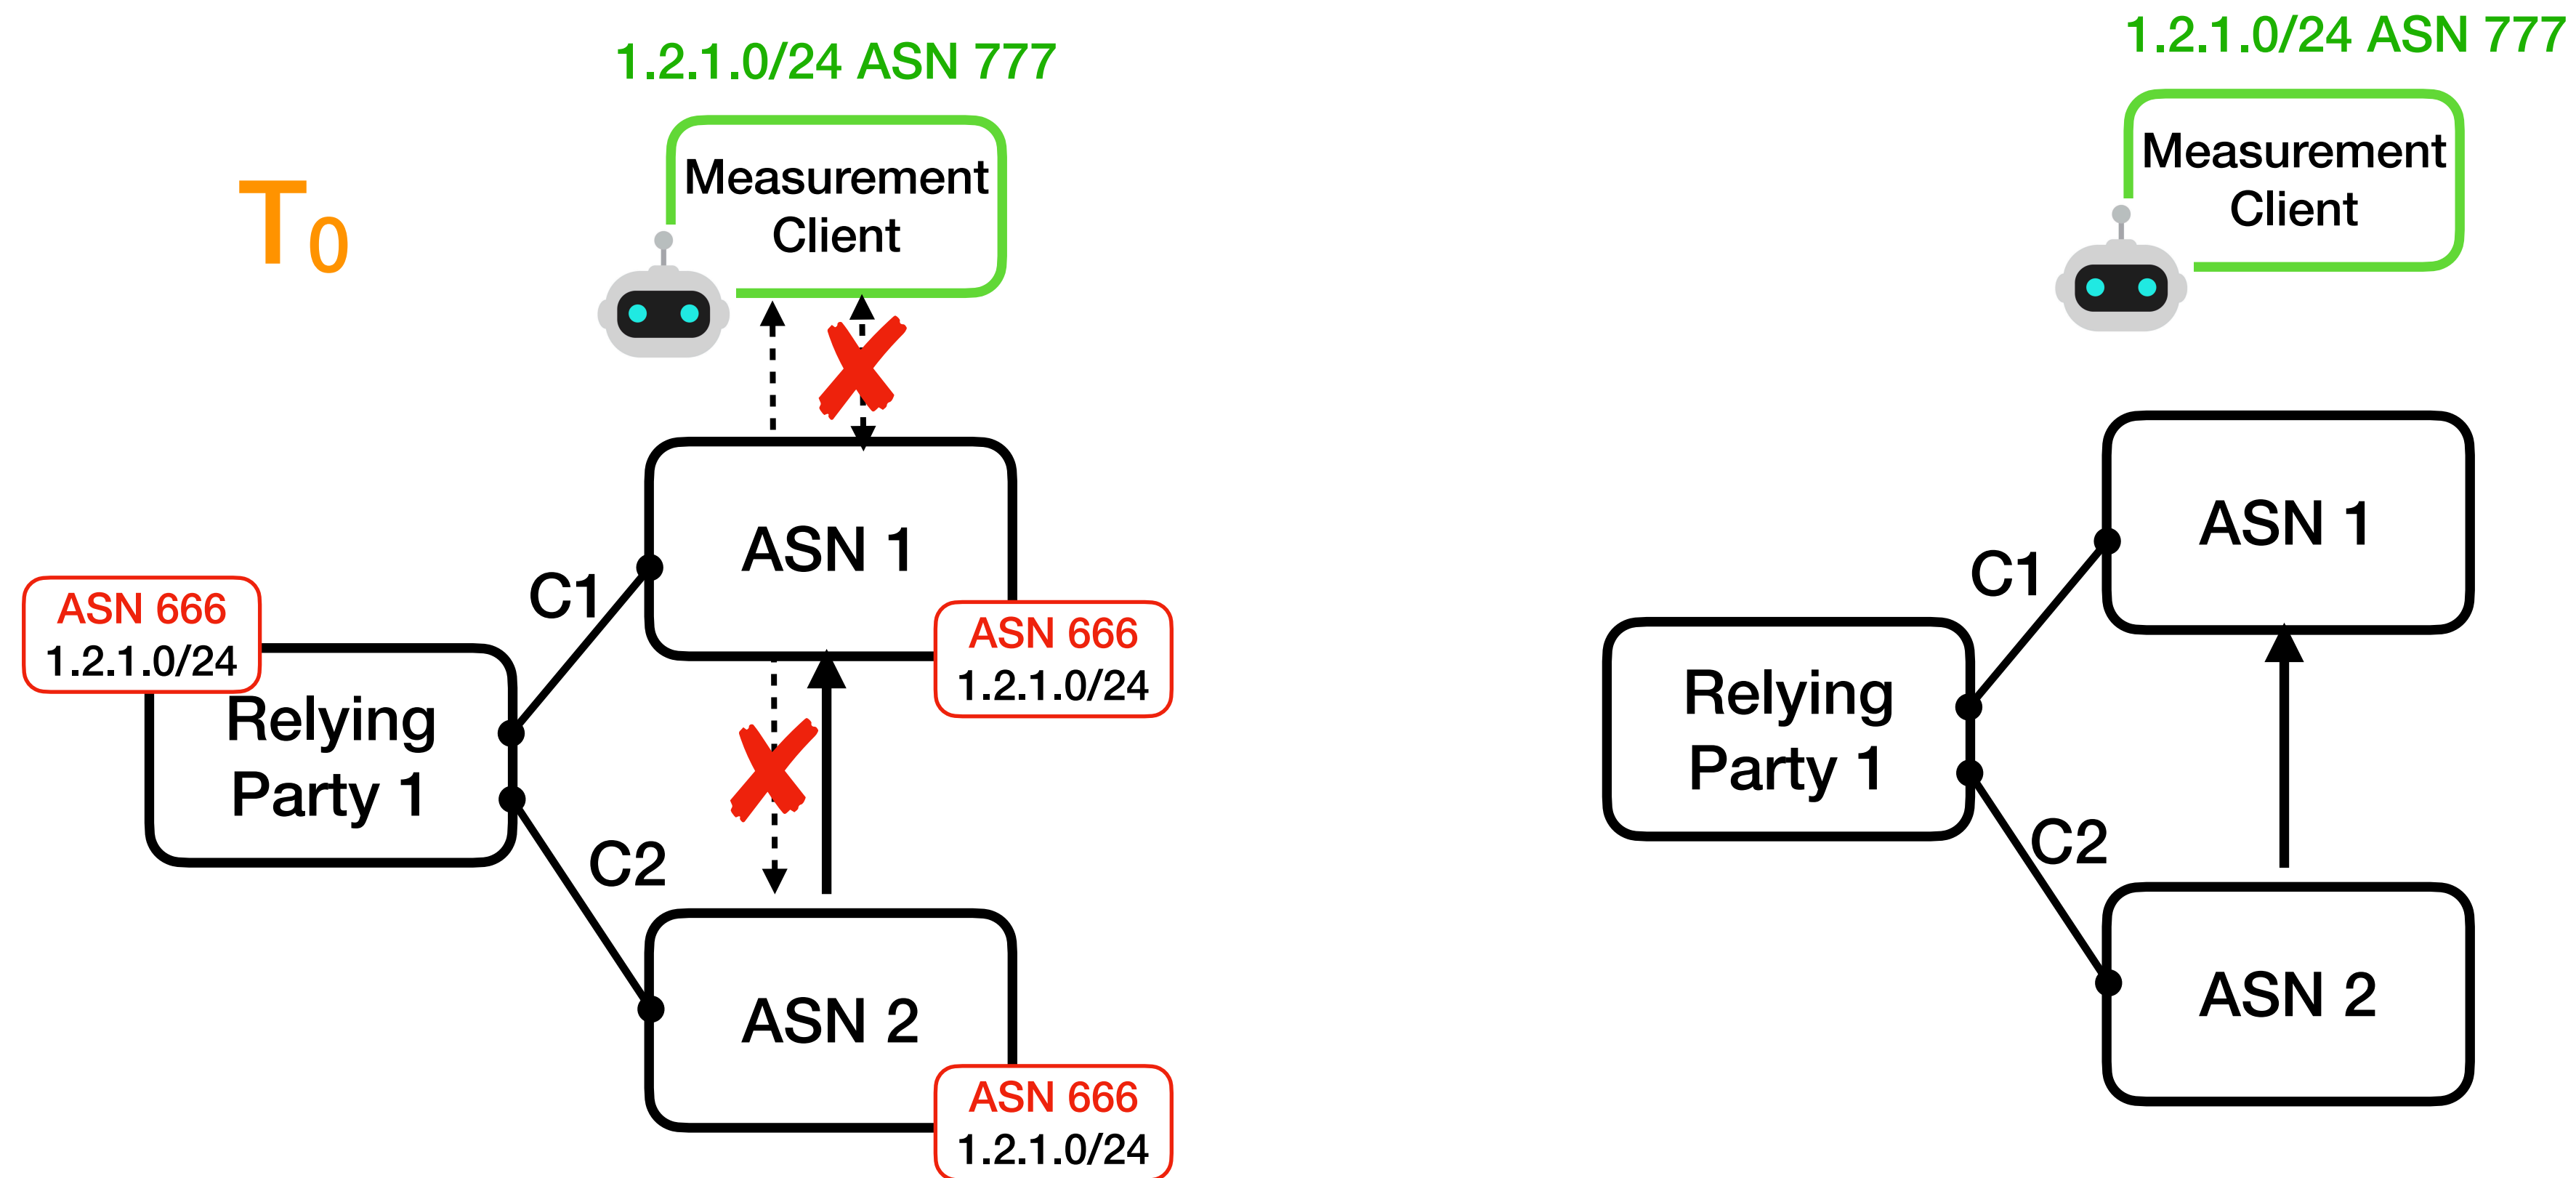 1.2.1.0/24 ASN 777
T0
Measurement
Client
ASN 1
C1
ASN 666
1.2.1.0/24
ASN 666
1.2.1.0/24
Relying
Party 1
C2
ASN 2
ASN 666
1.2.1.0/24
1.2.1.0/24 ASN 777
Measurement
Client
ASN 1
C1
Relying
Party 1
C2
ASN 2